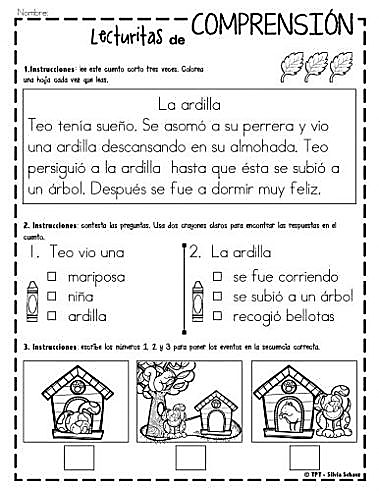 Nombre:
Lecturitas de COMPRENSIÓN
1.Instrucciones: lee este cuento corto tres veces. Colorea
una hoja cada vez que leas.
La ardilla
Teo tenía sueño. Se asomó a su perrera y vio
una ardilla descansando en su almohada. Teo
persiguió a la ardilla hasta que ésta se subió a
un árbol. Después se fue a dormir muy feliz.
2. Instrucciones: contesta las preguntas. Usa dos crayones claros para encontrar las respuestas en el
cuento.
1. Teo vio una
mariposa
niña
ardilla
2. La ardilla
se fue corriendo
se subió a un árbol
recogió bellotas
3. Instrucciones: escribe los números 1, 2 y 3 para poner los eventos en la secuencia correcta.
© TPT - Silvia Schous